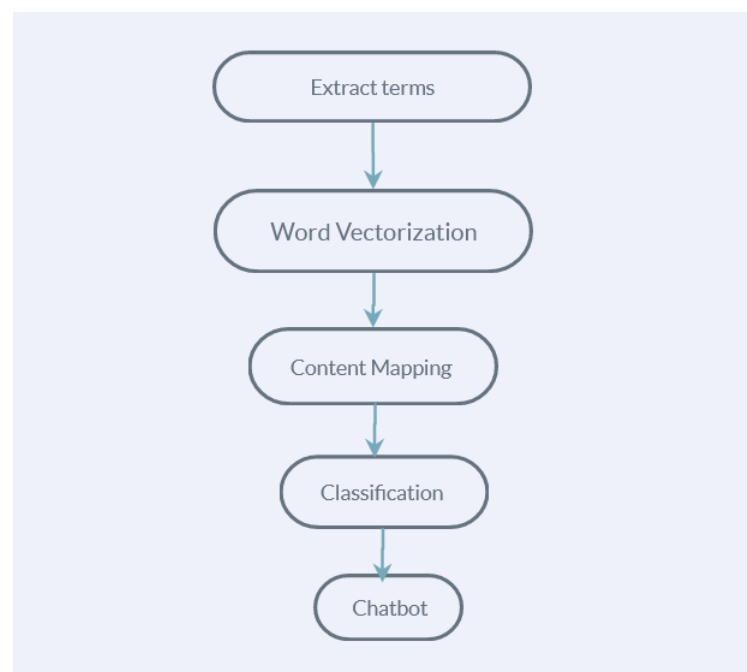 Extract terms
Word Vectorization
Content Mapping
Classification
Chatbot